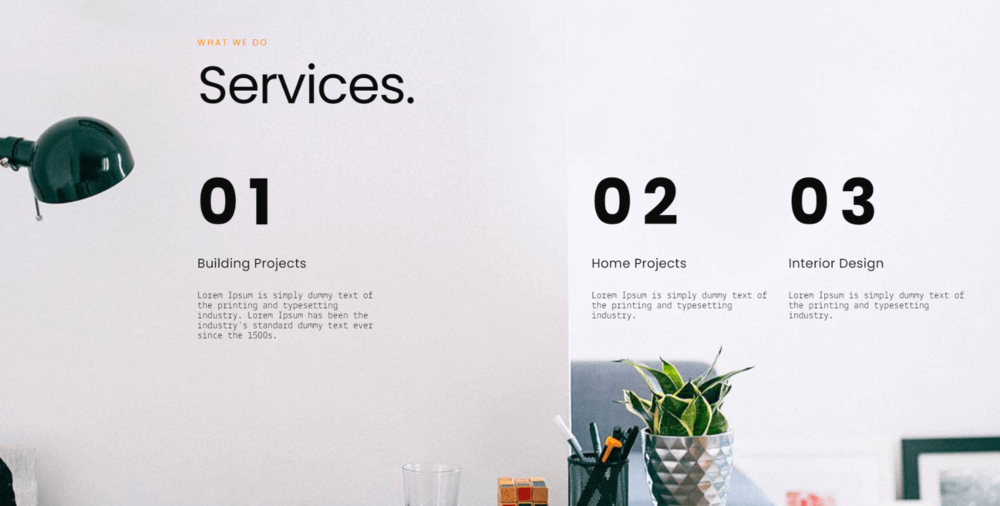 WHAT WE DO
Services.
01
Building Projects
Lorem Ipsum is simply dummy text of
the printing and typesetting
industry. Lorem Ipsum has been the
industry's standard dummy text ever
since the 1500s.
02
Home Projects
Lorem Ipsum is simply dummy text of
the printing and typesetting
industry.
03
Interior Design
Lorem Ipsum is simply dummy text of
the printing and typesetting
industry.